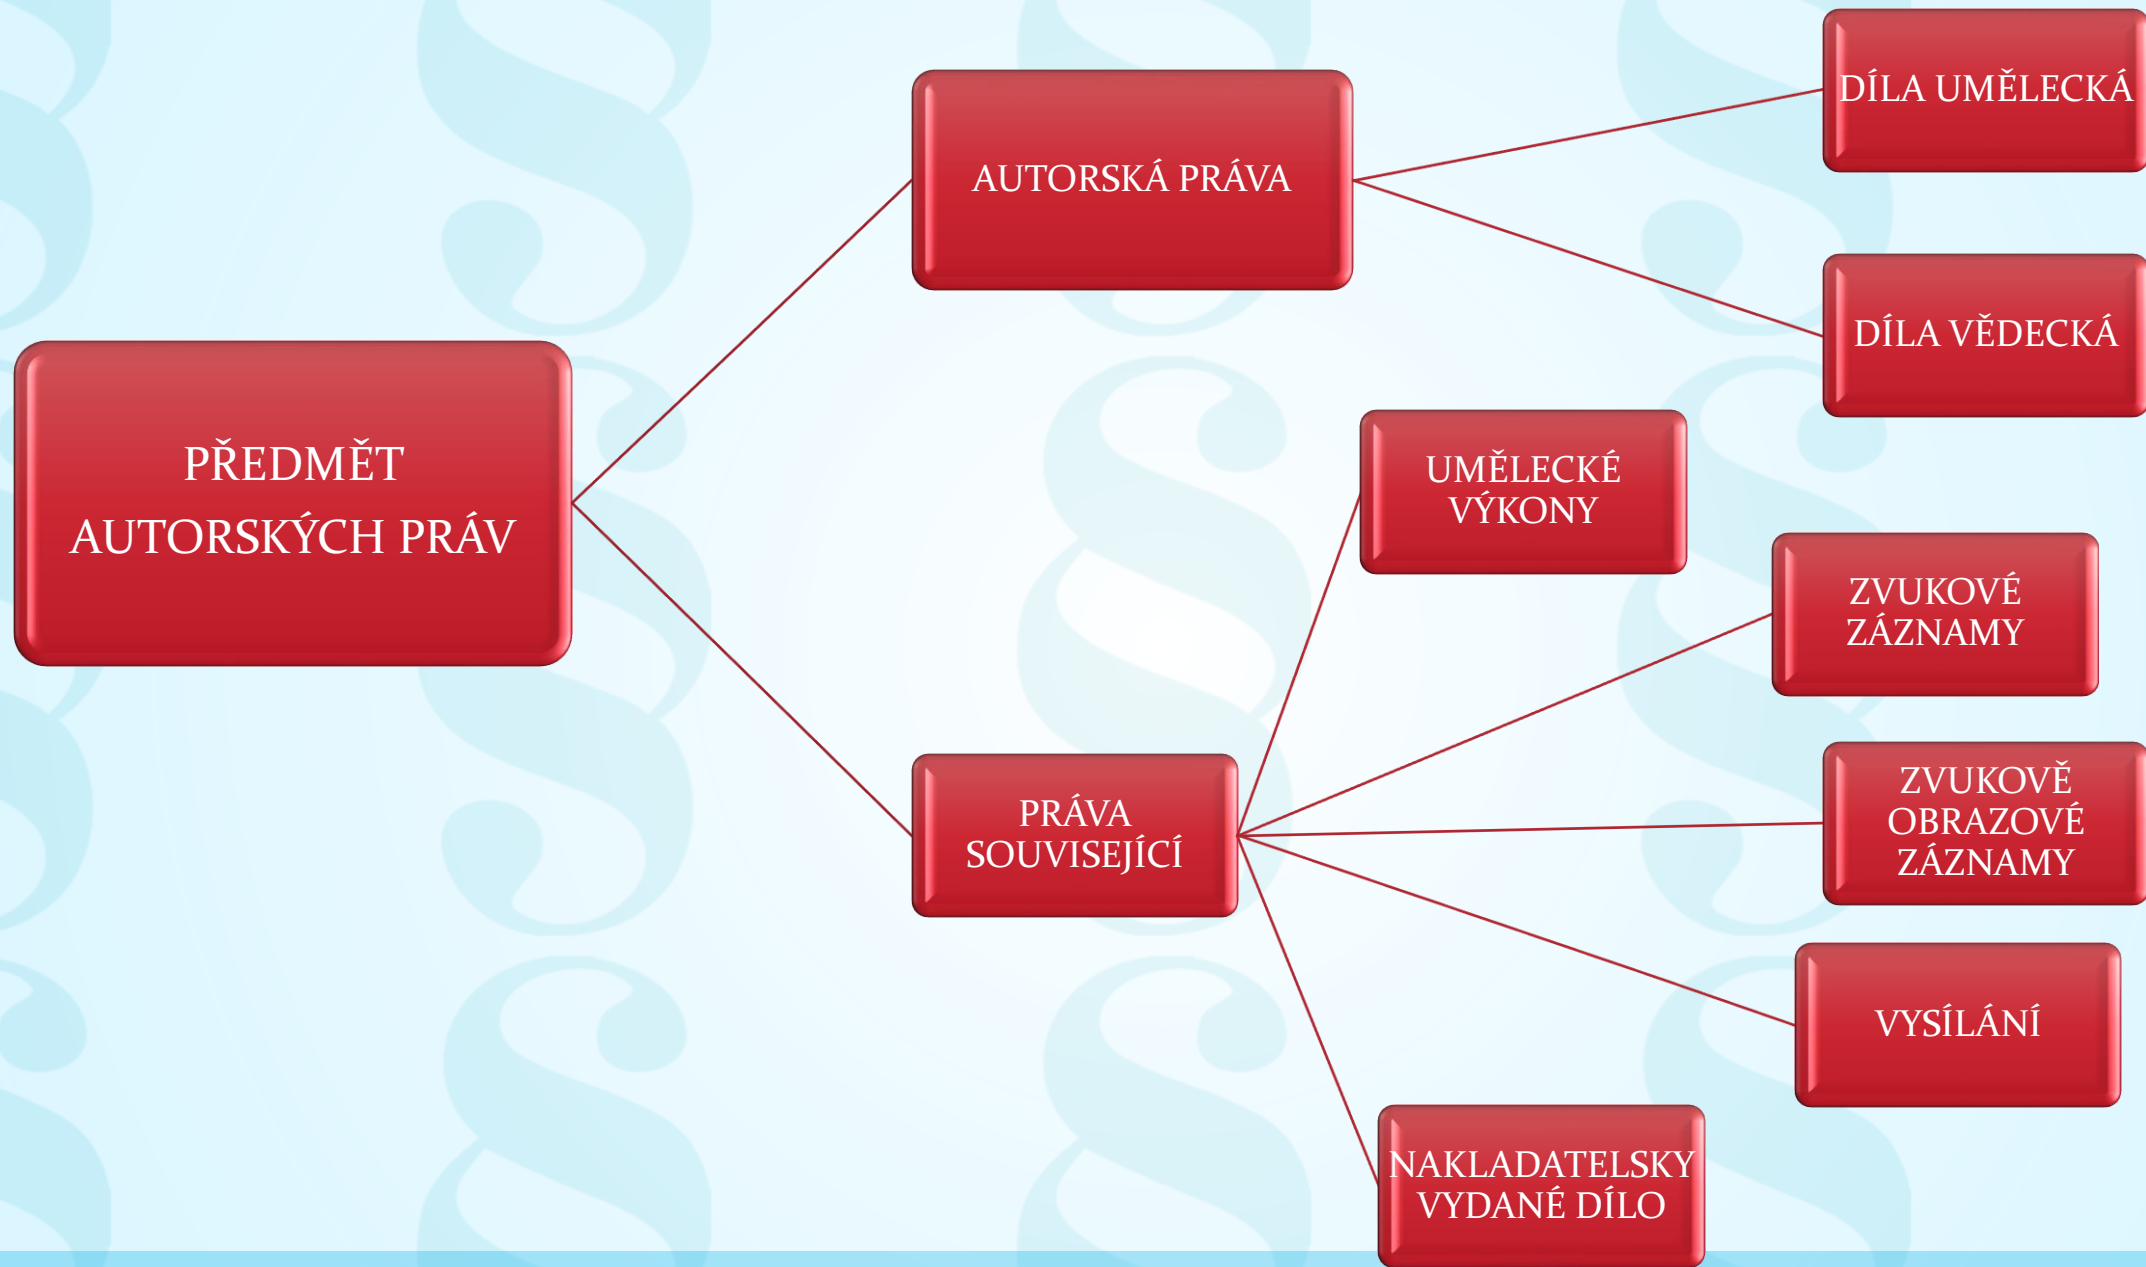 PŘEDMĚT
AUTORSKÝCH PRÁV
AUTORSKÁ PRÁVA
DÍLA UMĚLECKÁ
DÍLA VĚDECKÁ
PRÁVA
SOUVISEJÍCÍ
UMĚLECKÉ
VÝKONY
ZVUKOVÉ
ZÁZNAMY
ZVUKOVĚ
OBRAZOVÉ
ZÁZNAMY
VYSÍLÁNÍ
NAKLADATELSKY
VYDANÉ DÍLO